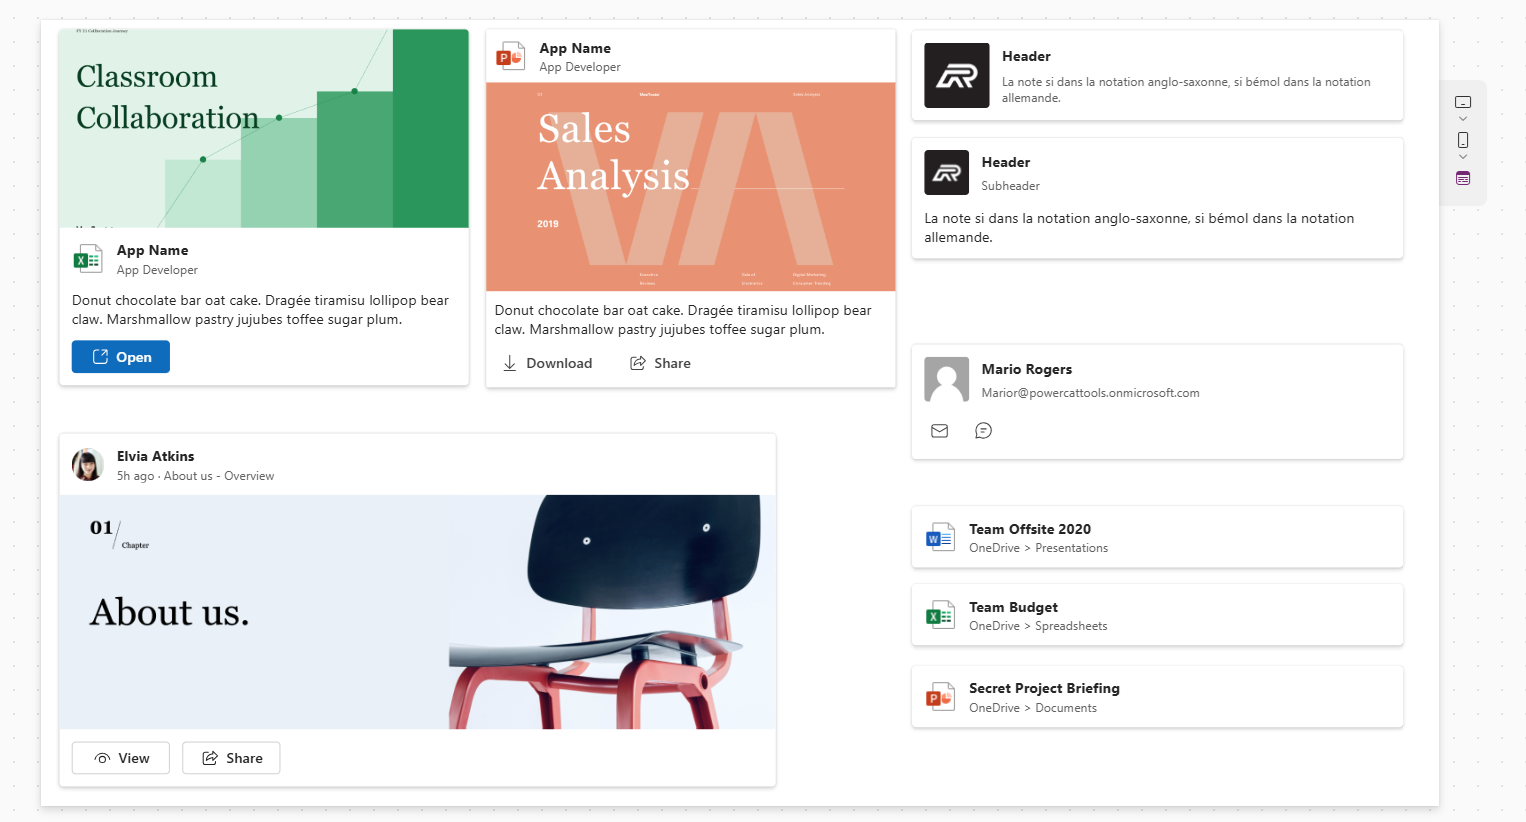 FY 21 Collaboration Journey
Classroom
Collaboration
App Name
App Developer
Donut chocolate bar oat cake. Dragée tiramisu lollipop bear
claw. Marshmallow pastry jujubes toffee sugar plum.
Open
App Name
App Developer
Sales
Analysis
2019
Donut chocolate bar oat cake. Dragée tiramisu lollipop bear
claw. Marshmallow pastry jujubes toffee sugar plum.
Download
Share
Header
La note si dans la notation anglo-saxonne, si bémol dans la notation
allemande.
Header
Subheader
La note si dans la notation anglo-saxonne, si bémol dans la notation
allemande.
Mario Rogers
Marior@powercattools.onmicrosoft.com
Elvia Atkins
5h ago · About us - Overview
01
Chapter
About us.
View
Share
Team Offsite 2020
OneDrive > Presentations
Team Budget
OneDrive > Spreadsheets
Secret Project Briefing
OneDrive > Documents